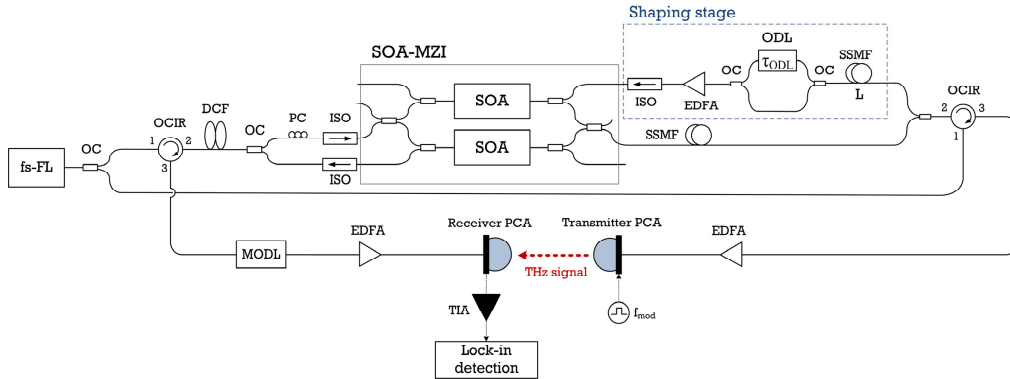 Shaping stage
ODL
SOA-MZI
τODL
SSMF
OC
OC
DCF
SOA
ISO
EDFA
L
OCIR
OCIR
OC
PC
ISO
2
3
1
2
SSMF
1
OC
fs-FL
3
ISO
SOA
Receiver PCA
Transmitter PCA
EDFA
EDFA
MODL
THz signal
TIA
fmod
Lock-in
detection